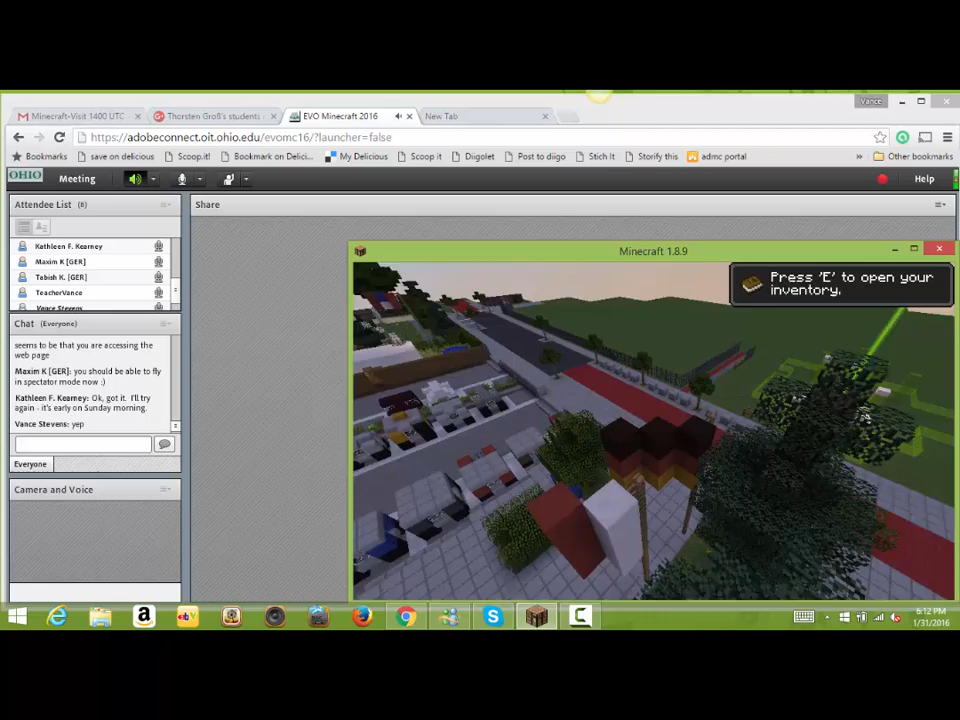 Vance
Minecraft-Visit 1400 UTC -
Thorsten Groß's students
EVO Minecraft 2016
New Tab
https://adobeconnect.oit.ohio.edu/evomc16/?launcher=false
Bookmarks
save on delicious
Scoop.it!
Bookmark on Delici...
My Delicious
Scoop it
Diigolet
Post to diigo
Stich It
Storify this
admc portal
»
Other bookmarks
OHIO
Meeting
Help
Attendee List (8)
Share
Kathleen F. Kearney
Maxim K [GER]
Tabish K. [GER]
TeacherVance
Vance Stevens
Minecraft 1.8.9
Press 'E' to open your
inventory.
Chat (Everyone)
seems to be that you are accessing the
web page
Maxim K [GER]: you should be able to fly
in spectator mode now :)
Kathleen F. Kearney: Ok, got it. I'll try
again - it's early on Sunday morning.
Vance Stevens: yep
Everyone
Camera and Voice
6:12 PM
1/31/2016